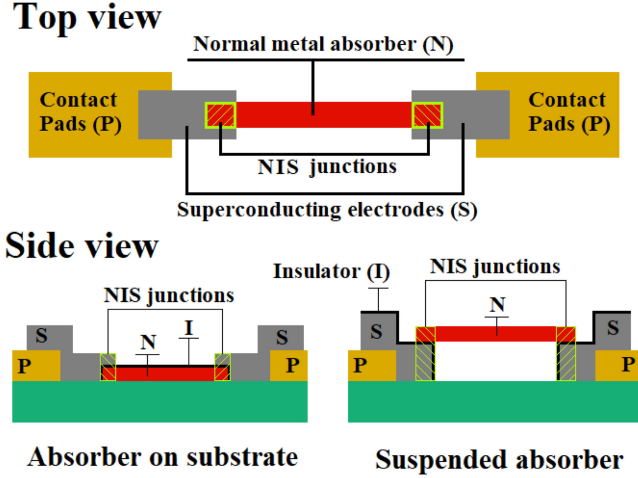 Top view
Normal metal absorber (N)
Contact
Pads (P)
Contact
Pads (P)
NIS junctions
Superconducting electrodes (S)
Side view
NIS junctions
S
N
I
S
P
P
Insulator (I)
NIS junctions
S
N
S
P
P
Absorber on substrate
Suspended absorber